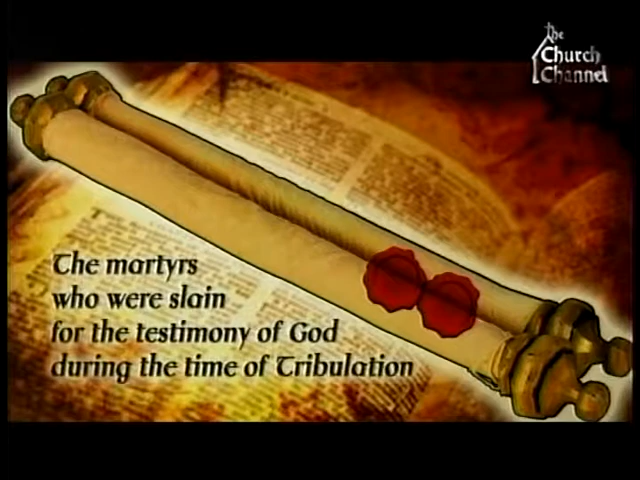 The
Church
Channel
The martyrs
who were slain
for the testimony of God
during the time of Tribulation